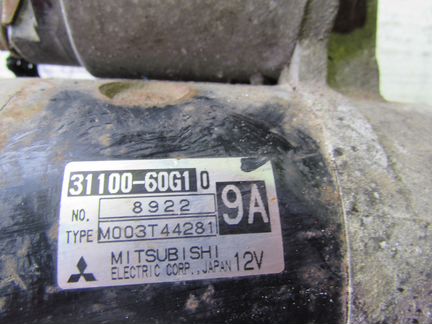 31100-60G10
NO. 8922 9A
TYPE M003T44281
MITSUBISHI
ELECTRIC CORP., JAPAN 12V